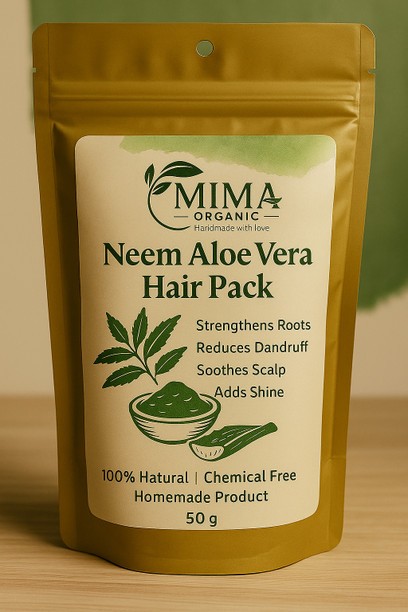 MIMA
ORGANIC
Handmade with love
Neem Aloe Vera
Hair Pack
Strengthens Roots
Reduces Dandruff
Soothes Scalp
Adds Shine
100% Natural | Chemical Free
Homemade Product
50 g